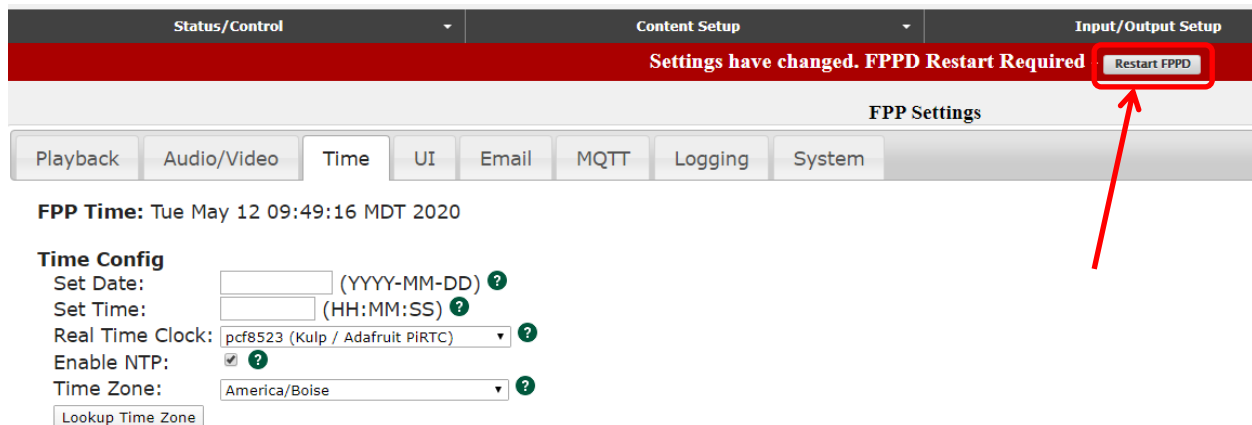 Status/Control Content Setup Input/Output Setup
Settings have changed. FPPD Restart Required - Restart FPPD
FPP Settings
Playback Audio/Video Time UI Email MQTT Logging System
FPP Time: Tue May 12 09:49:16 MDT 2020
Time Config
Set Date: (YYYY-MM-DD) ?
Set Time: (HH:MM:SS) ?
Real Time Clock: pcf8523 (Kulp / Adafruit PiRTC) ?
Enable NTP: ?
Time Zone: America/Boise ?
Lookup Time Zone